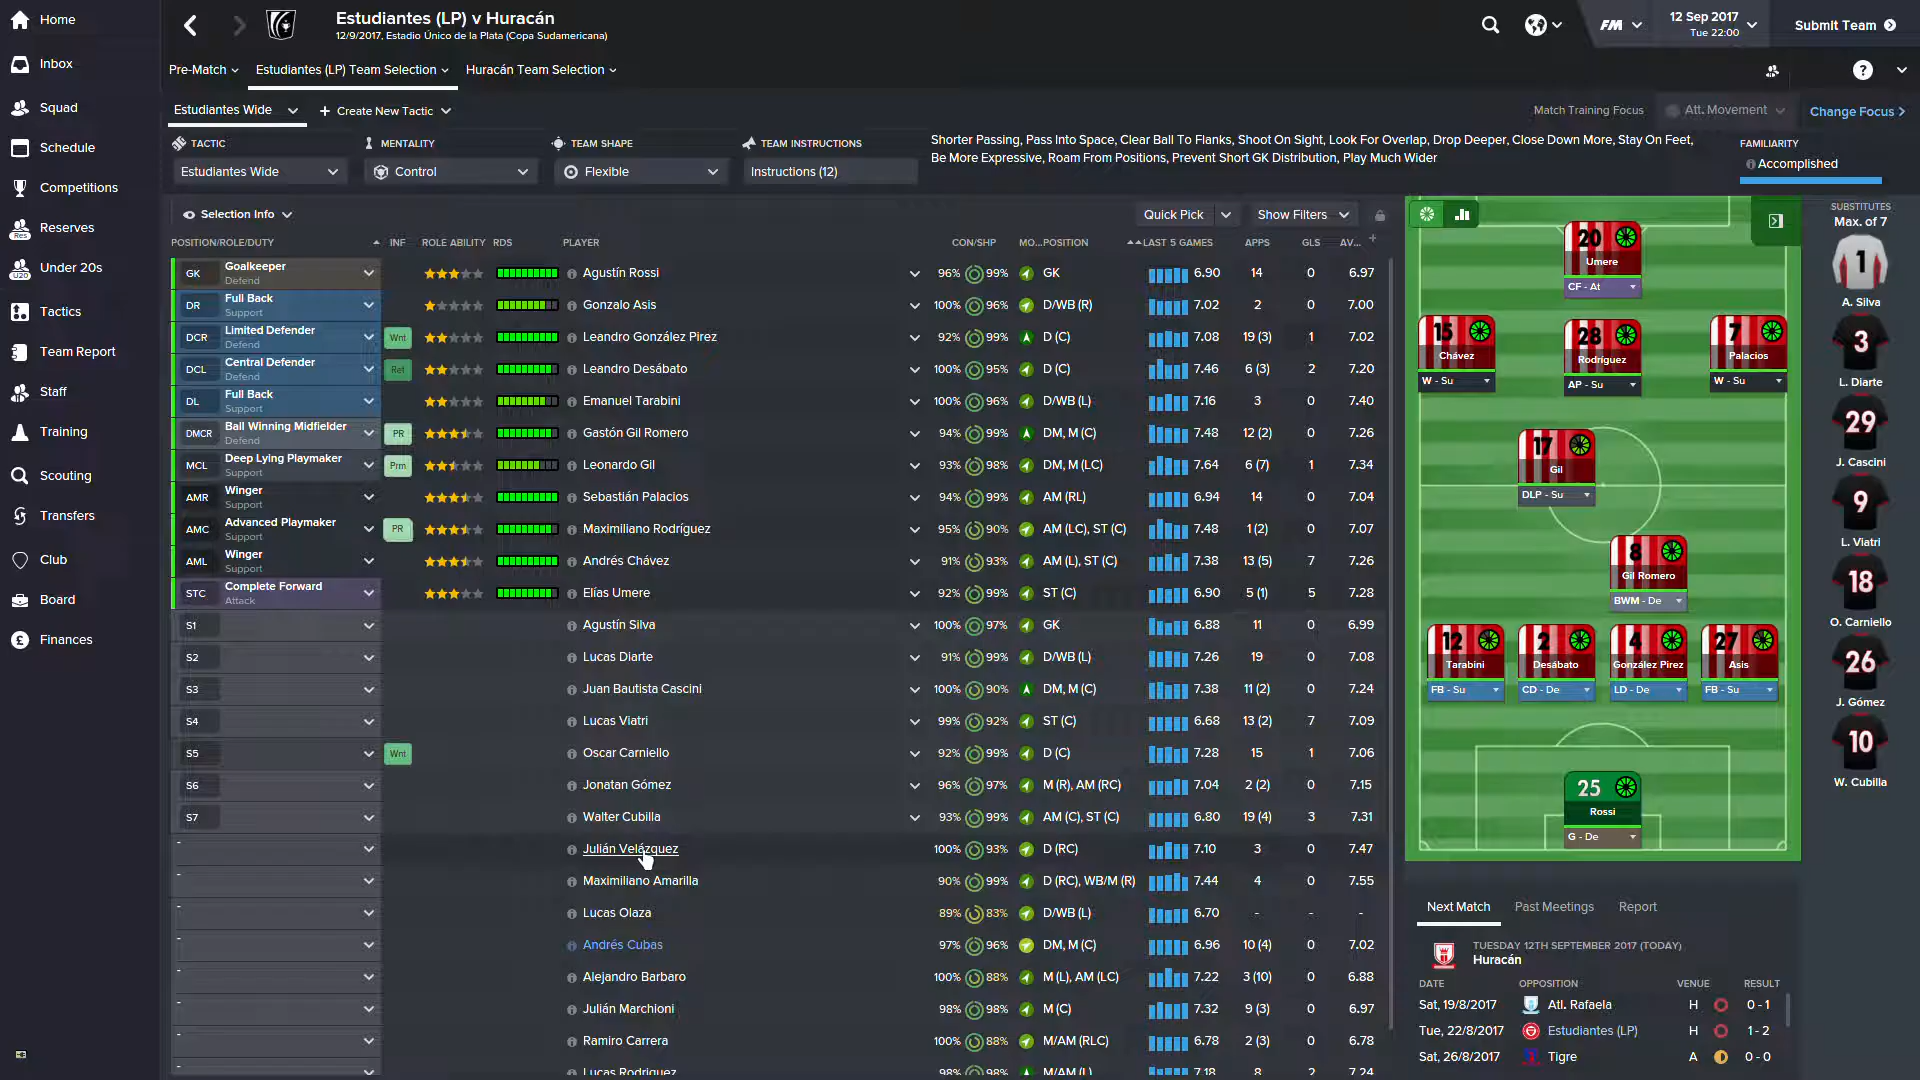 Home
Inbox
Squad
Schedule
Competitions
Reserves
Under 20s
Tactics
Team Report
Staff
Training
Scouting
Transfers
Club
Board
Finances
Estudiantes (LP) v Huracán
12/9/2017, Estadio Único de la Plata (Copa Sudamericana)
FM
12 Sep 2017
Tue 22:00
Submit Team
Pre-Match
Estudiantes (LP) Team Selection
Huracán Team Selection
?
Estudiantes Wide
+ Create New Tactic
Match Training Focus
Att. Movement
Change Focus >
TACTIC
MENTALITY
TEAM SHAPE
TEAM INSTRUCTIONS
Estudiantes Wide
Control
Flexible
Instructions (12)
Shorter Passing, Pass Into Space, Clear Ball To Flanks, Shoot On Sight, Look For Overlap, Drop Deeper, Close Down More, Stay On Feet,
Be More Expressive, Roam From Positions, Prevent Short GK Distribution, Play Much Wider
FAMILIARITY
Accomplished
Selection Info
Quick Pick
Show Filters
POSITION/ROLE/DUTY INF ROLE ABILITY RDS PLAYER CON/SHP MO... POSITION LAST 5 GAMES APPS GLS AV... +
GK Goalkeeper Defend Agustín Rossi 96% 99% GK 6.90 14 0 6.97
DR Full Back Support Gonzalo Asis 100% 96% D/WB (R) 7.02 2 0 7.00
DCR Limited Defender Defend Wnt Leandro González Pirez 92% 99% D (C) 7.08 19 (3) 1 7.02
DCL Central Defender Defend Ret Leandro Desábato 100% 95% D (C) 7.46 6 (3) 2 7.20
DL Full Back Support Emanuel Tarabini 100% 96% D/WB (L) 7.16 3 0 7.40
DMCR Ball Winning Midfielder Defend PR Gastón Gil Romero 94% 99% DM, M (C) 7.48 12 (2) 0 7.26
MCL Deep Lying Playmaker Support Prm Leonardo Gil 93% 98% DM, M (LC) 7.64 6 (7) 1 7.34
AMR Winger Support Sebastián Palacios 94% 99% AM (RL) 6.94 14 0 7.04
AMC Advanced Playmaker Support PR Maximiliano Rodríguez 95% 90% AM (LC), ST (C) 7.48 1 (2) 0 7.07
AML Winger Support Andrés Chávez 91% 93% AM (L), ST (C) 7.38 13 (5) 7 7.26
STC Complete Forward Attack Elías Umere 92% 99% ST (C) 6.90 5 (1) 5 7.28
S1 Agustín Silva 100% 97% GK 6.88 11 0 6.99
S2 Lucas Diarte 91% 99% D/WB (L) 7.26 19 0 7.08
S3 Juan Bautista Cascini 100% 90% DM, M (C) 7.38 11 (2) 0 7.24
S4 Lucas Viatri 99% 92% ST (C) 6.68 13 (2) 7 7.09
S5 Wnt Oscar Carniello 92% 99% D (C) 7.28 15 1 7.06
S6 Jonatan Gómez 96% 97% M (R), AM (RC) 7.04 2 (2) 0 7.15
S7 Walter Cubilla 93% 99% AM (C), ST (C) 6.80 19 (4) 3 7.31
- Julián Velázquez 100% 93% D (RC) 7.10 3 0 7.47
- Maximiliano Amarilla 90% 99% D (RC), WB/M (R) 7.44 4 0 7.55
- Lucas Olaza 89% 83% D/WB (L) 6.70 - - -
- Andrés Cubas 97% 96% DM, M (C) 6.96 10 (4) 0 7.02
- Alejandro Barbaro 100% 88% M (L), AM (LC) 7.22 3 (10) 0 6.88
- Julián Marchioni 98% 98% M (C) 7.32 9 (3) 0 6.97
- Ramiro Carrera 100% 88% M/AM (RLC) 6.78 2 (3) 0 6.78
- Lucas Rodriguez 98% 98% M/AM (L) 7.18 8 2 7.24
20
Umere
CF - At
15
Chávez
W - Su
28
Rodríguez
AP - Su
7
Palacios
W - Su
17
Gil
DLP - Su
8
Gil Romero
BWM - De
12
Tarabini
FB - Su
2
Desábato
CD - De
4
González Pirez
LD - De
27
Asis
FB - Su
25
Rossi
G - De
SUBSTITUTES
Max. of 7
1
A. Silva
3
L. Diarte
29
J. Cascini
9
L. Viatri
18
O. Carniello
26
J. Gómez
10
W. Cubilla
Next Match
Past Meetings
Report
TUESDAY 12TH SEPTEMBER 2017 (TODAY)
Huracán
DATE OPPOSITION VENUE RESULT
Sat, 19/8/2017 Atl. Rafaela H 0 - 1
Tue, 22/8/2017 Estudiantes (LP) H 1 - 2
Sat, 26/8/2017 Tigre A 0 - 0